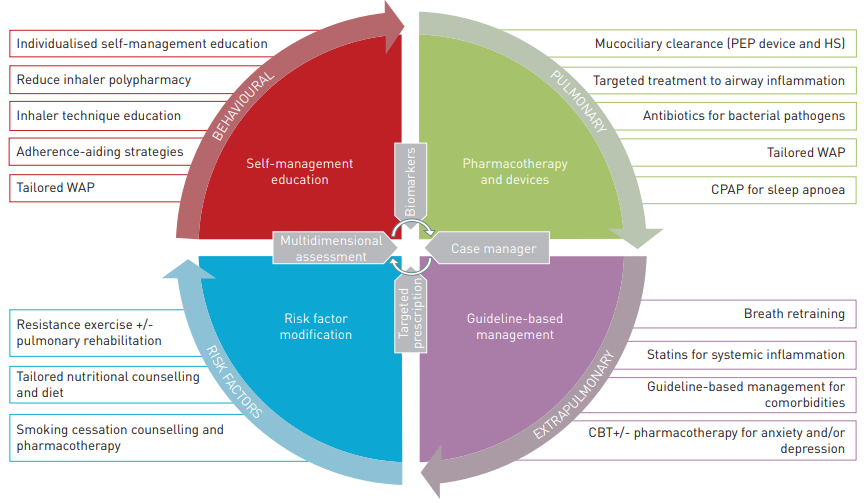 Individualised self-management education
Reduce inhaler polypharmacy
Inhaler technique education
Adherence-aiding strategies
Tailored WAP
BEHAVIOURAL
Self-management
education
PULMONARY
Pharmacotherapy
and devices
Mucociliary clearance (PEP device and HS)
Targeted treatment to airway inflammation
Antibiotics for bacterial pathogens
Tailored WAP
CPAP for sleep apnoea
Biomarkers
Multidimensional
assessment
Case manager
Targeted
prescription
Risk factor
modification
RISK FACTORS
Resistance exercise +/-
pulmonary rehabilitation
Tailored nutritional counselling
and diet
Smoking cessation counselling and
pharmacotherapy
Guideline-based
management
EXTRAPULMONARY
Breath retraining
Statins for systemic inflammation
Guideline-based management for
comorbidities
CBT+/- pharmacotherapy for anxiety and/or
depression